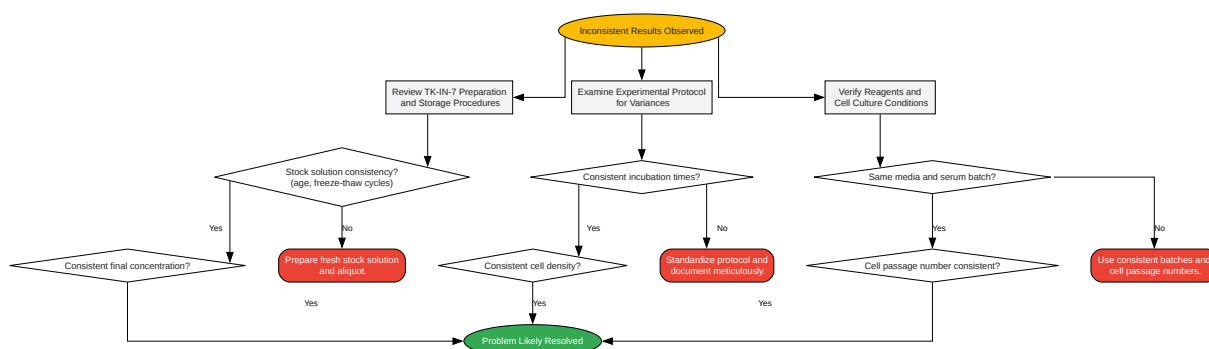 Inconsistent Results Observed
Review TK-IN-7 Preparation
and Storage Procedures
Examine Experimental Protocol
for Variances
Verify Reagents and
Cell Culture Conditions
Stock solution consistency?
(age, freeze-thaw cycles)
Consistent incubation times?
Same media and serum batch?
Yes
No
Yes
No
Yes
No
Consistent final concentration?
Prepare fresh stock solution
and aliquot.
Consistent cell density?
Standardize protocol and
document meticulously.
Cell passage number consistent?
Use consistent batches and
cell passage numbers.
Yes
Yes
Yes
Problem Likely Resolved